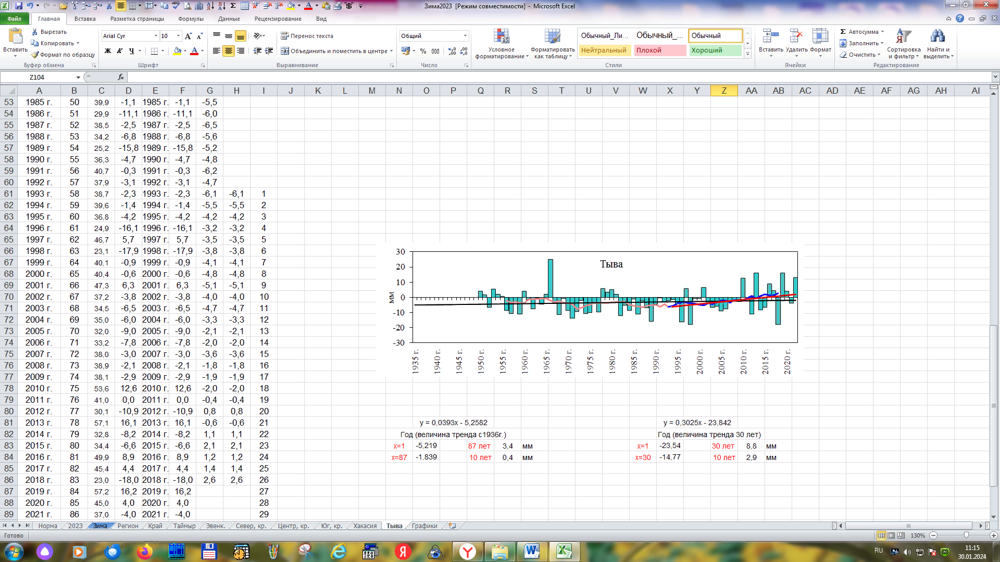 Зима2023 [Режим совместимости] - Microsoft Excel
Файл Главная Вставка Разметка страницы Формулы Данные Рецензирование Вид
Вставить
Вырезать
Копировать
Формат по образцу
Буфер обмена
Arial Cyr 10
Ж К Ч
Шрифт
Перенос текста
Объединить и поместить в центре
Выравнивание
Общий
% 000
Число
Условное форматирование
Форматировать как таблицу
Обычный_Ли... Обычный_... Обычный
Нейтральный Плохой Хороший
Стили
Вставить Удалить Формат
Ячейки
Σ Автосумма
Заполнить
Очистить
Сортировка и фильтр
Найти и выделить
Редактирование
Z104 fx
A B C D E F G H I J K L M N O P Q R S T U V W X Y Z AA AB AC AD AE AF AG AH AI
53 1985 г. 50 39,9 -1,1 1985 г. -1,1 -5,5
54 1986 г. 51 29,9 -11,1 1986 г. -11,1 -6,0
55 1987 г. 52 38,5 -2,5 1987 г. -2,5 -6,5
56 1988 г. 53 34,2 -6,8 1988 г. -6,8 -5,6
57 1989 г. 54 25,2 -15,8 1989 г. -15,8 -5,2
58 1990 г. 55 36,3 -4,7 1990 г. -4,7 -4,8
59 1991 г. 56 40,7 -0,3 1991 г. -0,3 -6,2
60 1992 г. 57 37,9 -3,1 1992 г. -3,1 -4,7
61 1993 г. 58 38,7 -2,3 1993 г. -2,3 -6,1 -6,1 1
62 1994 г. 59 39,6 -1,4 1994 г. -1,4 -5,5 -5,5 2
63 1995 г. 60 36,8 -4,2 1995 г. -4,2 -4,2 -4,2 3
64 1996 г. 61 24,9 -16,1 1996 г. -16,1 -3,2 -3,2 4
65 1997 г. 62 46,7 5,7 1997 г. 5,7 -3,5 -3,5 5
66 1998 г. 63 23,1 -17,9 1998 г. -17,9 -3,8 -3,8 6
67 1999 г. 64 40,1 -0,9 1999 г. -0,9 -4,1 -4,1 7
68 2000 г. 65 40,4 -0,6 2000 г. -0,6 -4,8 -4,8 8
69 2001 г. 66 47,3 6,3 2001 г. 6,3 -5,1 -5,1 9
70 2002 г. 67 37,2 -3,8 2002 г. -3,8 -4,0 -4,0 10
71 2003 г. 68 34,5 -6,5 2003 г. -6,5 -4,7 -4,7 11
72 2004 г. 69 35,0 -6,0 2004 г. -6,0 -3,3 -3,3 12
73 2005 г. 70 32,0 -9,0 2005 г. -9,0 -2,1 -2,1 13
74 2006 г. 71 33,2 -7,8 2006 г. -7,8 -2,0 -2,0 14
75 2007 г. 72 38,0 -3,0 2007 г. -3,0 -3,6 -3,6 15
76 2008 г. 73 38,9 -2,1 2008 г. -2,1 -1,8 -1,8 16
77 2009 г. 74 38,1 -2,9 2009 г. -2,9 -1,9 -1,9 17
78 2010 г. 75 53,6 12,6 2010 г. 12,6 -2,0 -2,0 18
79 2011 г. 76 41,0 0,0 2011 г. 0,0 -0,4 -0,4 19
80 2012 г. 77 30,1 -10,9 2012 г. -10,9 0,8 0,8 20
81 2013 г. 78 57,1 16,1 2013 г. 16,1 -0,6 -0,6 21
82 2014 г. 79 32,8 -8,2 2014 г. -8,2 1,1 1,1 22
83 2015 г. 80 34,4 -6,6 2015 г. -6,6 2,1 2,1 23
84 2016 г. 81 49,9 8,9 2016 г. 8,9 1,2 1,2 24
85 2017 г. 82 45,4 4,4 2017 г. 4,4 1,4 1,4 25
86 2018 г. 83 23,0 -18,0 2018 г. -18,0 2,6 2,6 26
87 2019 г. 84 57,2 16,2 2019 г. 16,2 27
88 2020 г. 85 45,0 4,0 2020 г. 4,0 28
89 2021 г. 86 37,0 -4,0 2021 г. -4,0 29
Тыва
мм
30
20
10
0
-10
-20
-30
1935 г. 1940 г. 1945 г. 1950 г. 1955 г. 1960 г. 1965 г. 1970 г. 1975 г. 1980 г. 1985 г. 1990 г. 1995 г. 2000 г. 2005 г. 2010 г. 2015 г. 2020 г.
y = 0,0393x - 5,2582
Год (величина тренда с1936г.)
x=1 -5,219 87 лет 3,4 мм
x=87 -1,839 10 лет 0,4 мм
y = 0,3025x - 23,842
Год (величина тренда 30 лет)
x=1 -23,54 30 лет 8,8 мм
x=30 -14,77 10 лет 2,9 мм
Норма 2023 Зима Регион Край Таймыр Эвенк. Север, кр. Центр, кр. Юг, кр. Хакасия Тыва Графики
Готово 130%
RU 11:15
30.01.2024